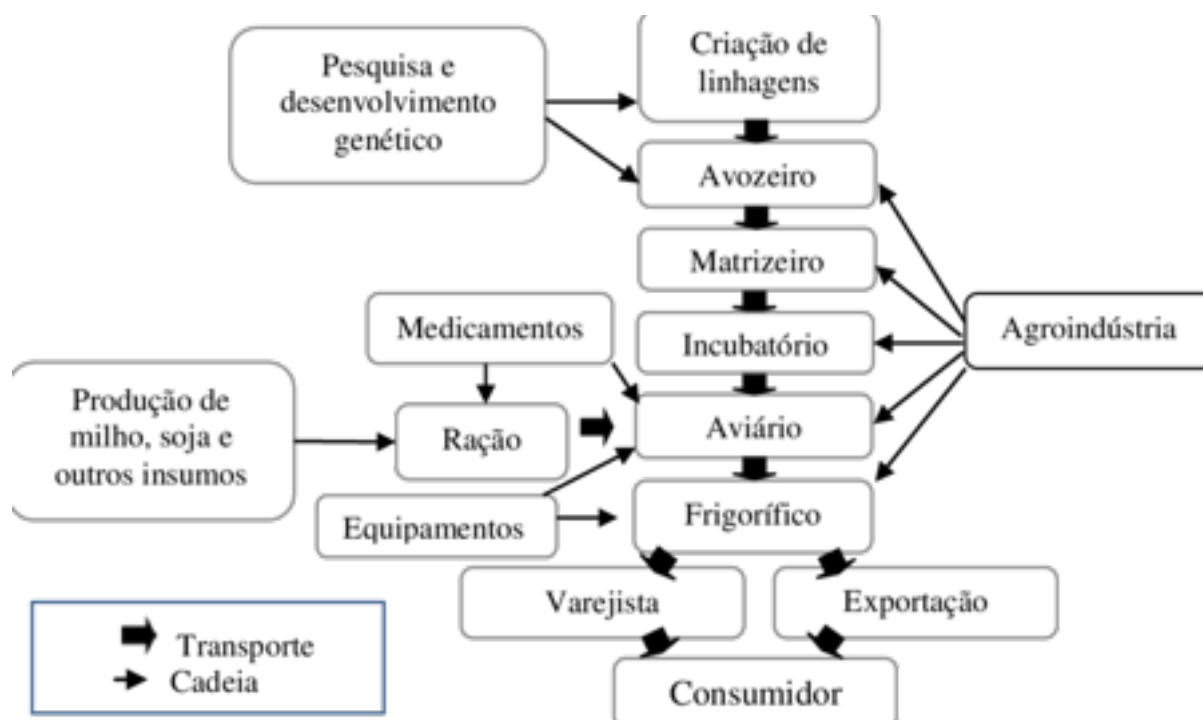 Pesquisa e
desenvolvimento
genético
Criação de
linhagens
Avozeiro
Matrizeiro
Incubatório
Agroindústria
Medicamentos
Produção de
milho, soja e
outros insumos
Ração
Aviário
Equipamentos
Frigorífico
Varejista
Exportação
Consumidor
Transporte
Cadeia